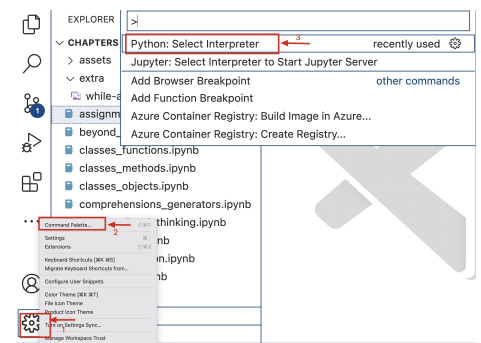 EXPLORER
>
CHAPTERS
Python: Select Interpreter
3
recently used
assets
Jupyter: Select Interpreter to Start Jupyter Server
extra
Add Browser Breakpoint
other commands
while-a
Add Function Breakpoint
1
assignm
Azure Container Registry: Build Image in Azure...
beyond_
Azure Container Registry: Create Registry...
classes_functions.ipynb
classes_methods.ipynb
classes_objects.ipynb
comprehensions_generators.ipynb
Command Palette...
⇧⌘P
thinking.ipynb
2
Settings
⌘,
nb
Extensions
⇧⌘X
Keyboard Shortcuts [⌘K ⌘S]
on.ipynb
Migrate Keyboard Shortcuts from...
nb
Configure User Snippets
Color Theme [⌘K ⌘T]
File Icon Theme
Product Icon Theme
Turn on Settings Sync...
1
Manage Workspace Trust